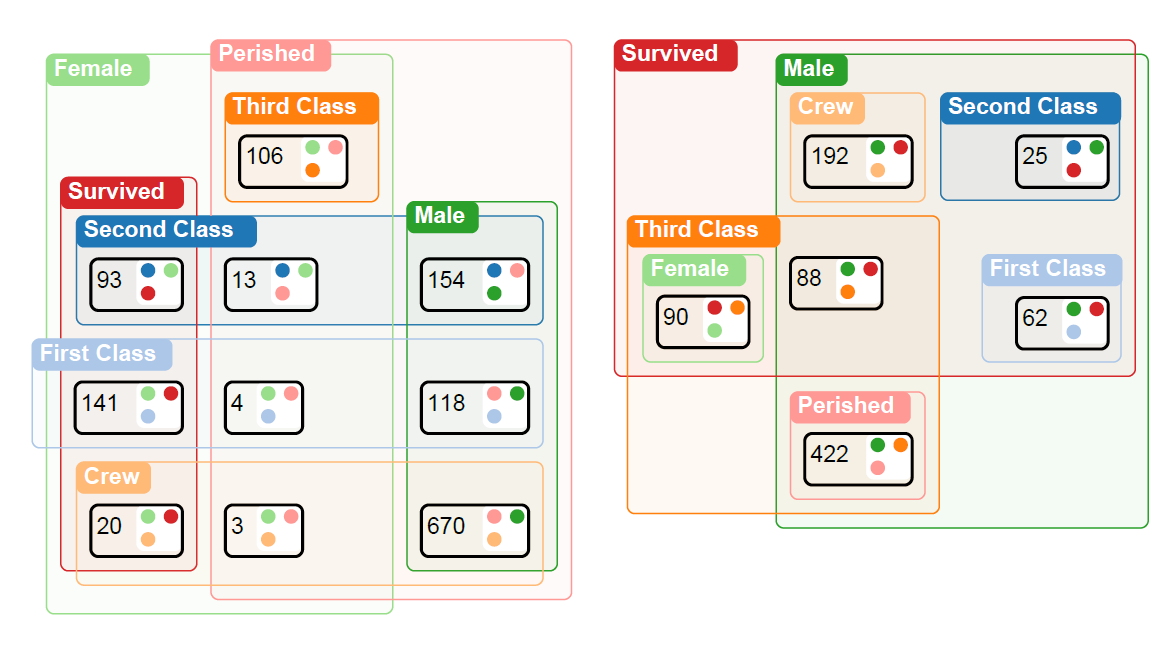 Perished
Female
Third Class
106
Survived
Male
Second Class
93
13
154
First Class
141
4
118
Crew
20
3
670
Survived
Male
Crew
Second Class
192
25
Third Class
Female
First Class
88
90
62
Perished
422